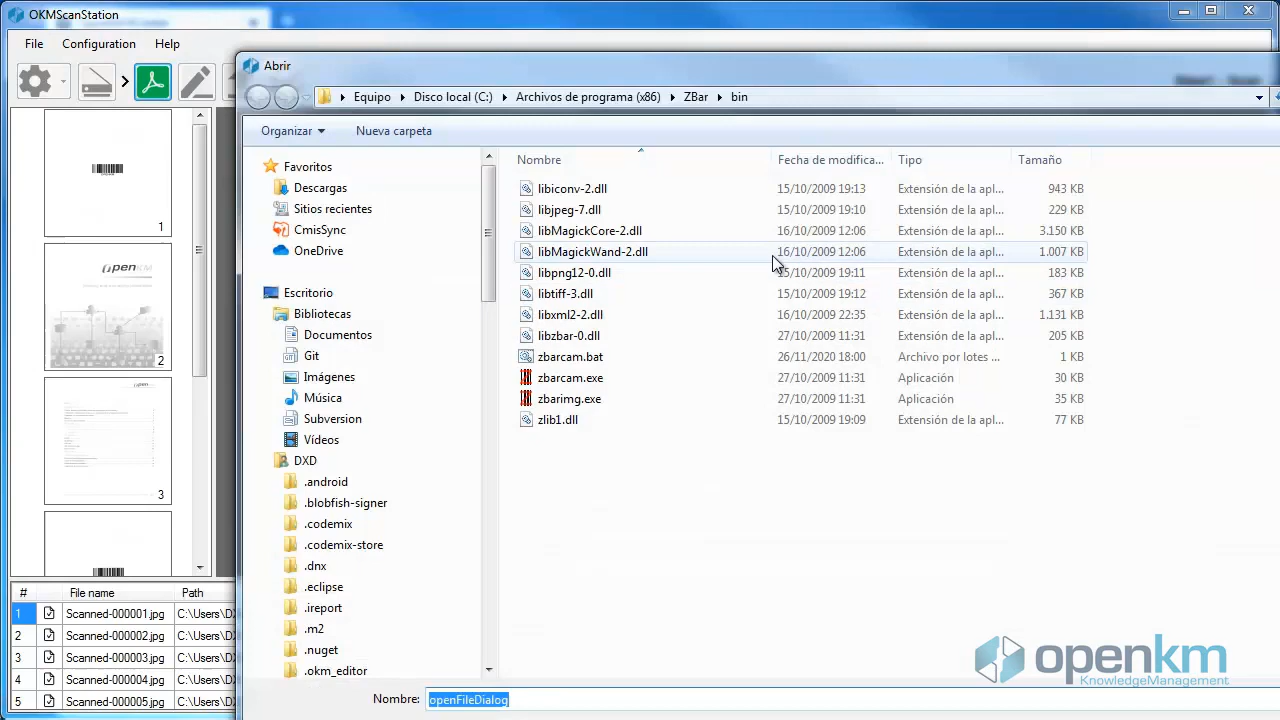 OKMScanStation
File Configuration Help
Abrir
Equipo Disco local (C:) Archivos de programa (x86) ZBar bin
Organizar Nueva carpeta
Nombre Fecha de modifica... Tipo Tamaño
Favoritos
Descargas
Sitios recientes
CmisSync
OneDrive
Escritorio
Bibliotecas
Documentos
Git
Imágenes
Música
Subversion
Vídeos
DXD
.android
.blobfish-signer
.codemix
.codemix-store
.dnx
.eclipse
.ireport
.m2
.nuget
.okm_editor
libiconv-2.dll 15/10/2009 19:13 Extensión de la apl... 943 KB
libjpeg-7.dll 15/10/2009 19:10 Extensión de la apl... 229 KB
libMagickCore-2.dll 16/10/2009 12:06 Extensión de la apl... 3.150 KB
libMagickWand-2.dll 16/10/2009 12:06 Extensión de la apl... 1.007 KB
libpng12-0.dll 15/10/2009 19:11 Extensión de la apl... 183 KB
libtiff-3.dll 15/10/2009 19:12 Extensión de la apl... 367 KB
libxml2-2.dll 16/10/2009 22:35 Extensión de la apl... 1.131 KB
libzbar-0.dll 27/10/2009 11:31 Extensión de la apl... 205 KB
zbarcam.bat 26/11/2020 18:00 Archivo por lotes ... 1 KB
zbarcam.exe 27/10/2009 11:31 Aplicación 30 KB
zbarimg.exe 27/10/2009 11:31 Aplicación 35 KB
zlib1.dll 15/10/2009 19:09 Extensión de la apl... 77 KB
1
openKM
2
3
# File name Path
1 Scanned-000001.jpg C:\Users\D
2 Scanned-000002.jpg C:\Users\D
3 Scanned-000003.jpg C:\Users\D
4 Scanned-000004.jpg C:\Users\D
5 Scanned-000005.jpg C:\Users\D
Nombre: openFileDialog
openkm
KnowledgeManagement